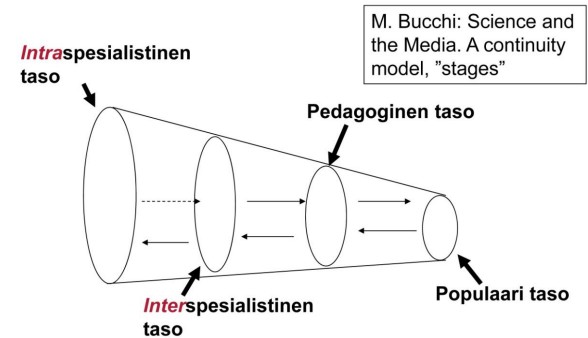 M. Bucchi: Science and
the Media. A continuity
model, ”stages”
Intraspesialistinen
taso
Pedagoginen taso
Interspesialistinen
taso
Populaari taso